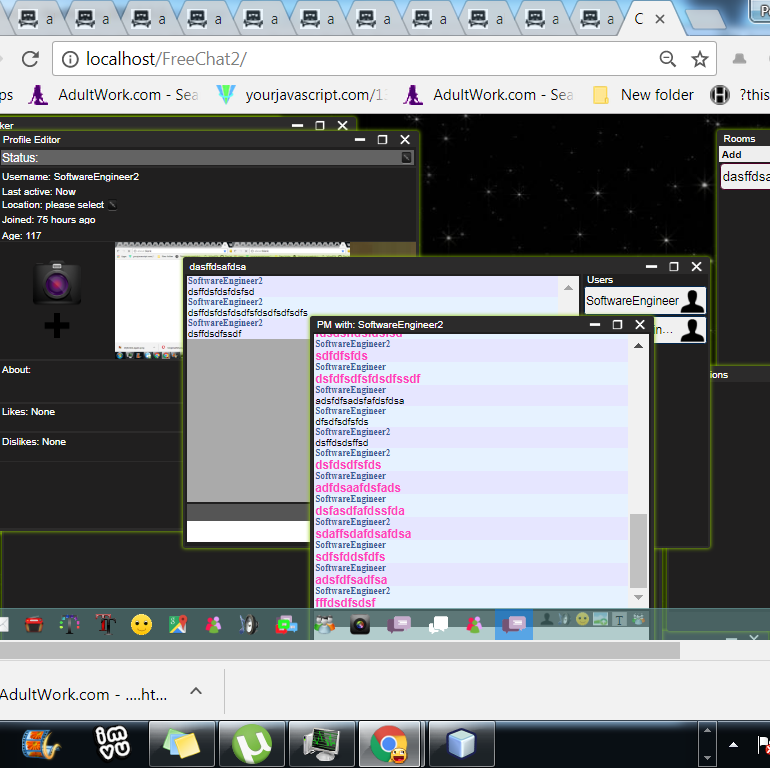 a a a a a a a a a a a C
localhost/FreeChat2/
ps AdultWork.com - Sea yourjavascript.com/1 AdultWork.com - Sea New folder ?this
ker
Profile Editor
Status:
Username: SoftwareEngineer2
Last active: Now
Location: please select
Joined: 75 hours ago
Age: 117
About:
Likes: None
Dislikes: None
Rooms
Add
dasffdsa
dasffdsafdsa
SoftwareEngineer2
dsffdsfdsfdsfsd
SoftwareEngineer2
SoftwareEngineer2
dsffdsdfssdf
Users
SoftwareEngineer
in...
ions
PM with: SoftwareEngineer2
SoftwareEngineer2
sdfdfsfds
SoftwareEngineer
dsfdfsdfsfdsdfssdf
SoftwareEngineer
adsfdfsadsfafdsfdsa
SoftwareEngineer
dfsdfsdfsfds
SoftwareEngineer2
dsffdsdsffsd
SoftwareEngineer2
dsfdsdfsfds
SoftwareEngineer
adfdsaafdsfads
SoftwareEngineer
dsfasdfafdssfda
SoftwareEngineer2
sdaffsdafdsafdsa
SoftwareEngineer
sdfsfddsfdfs
SoftwareEngineer
adsfdfsadfsa
SoftwareEngineer2
fffdsdfsdsf
AdultWork.com - ....ht...